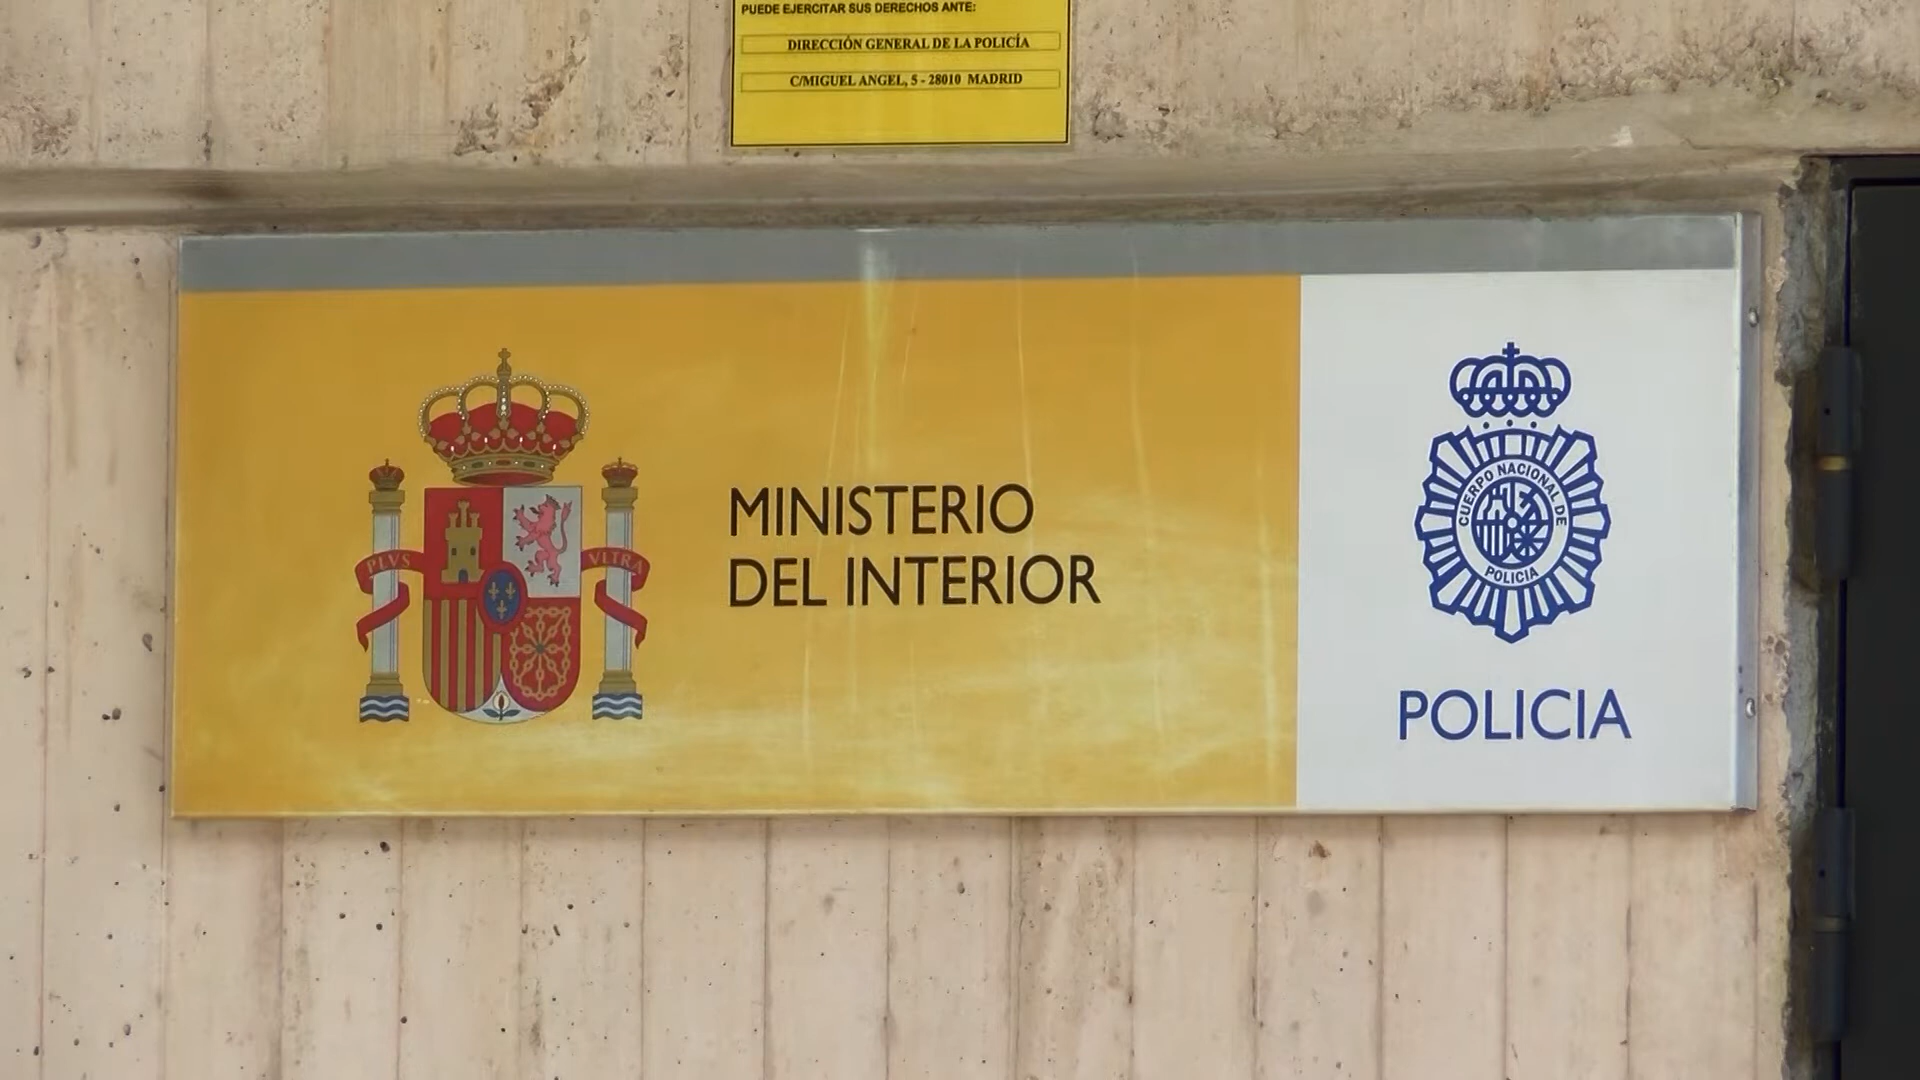 PUEDE EJERCITAR SUS DERECHOS ANTE:
DIRECCIÓN GENERAL DE LA POLICÍA
C/MIGUEL ANGEL, 5 - 28010 MADRID
PLVS VLTRA
MINISTERIO
DEL INTERIOR
CUERPO NACIONAL DE
POLICIA
POLICIA